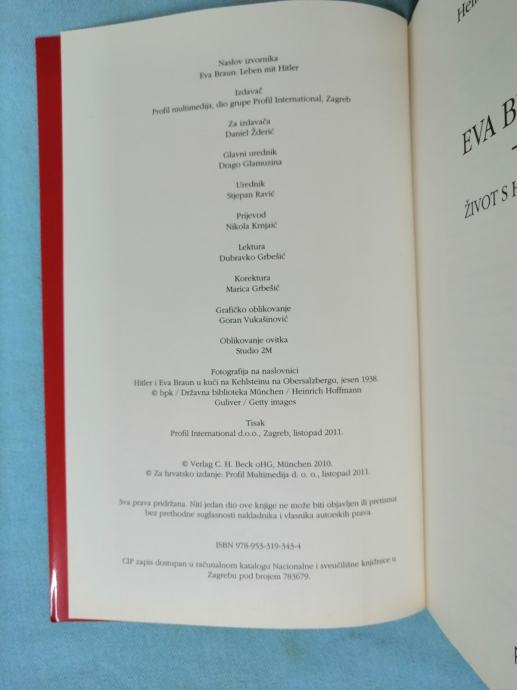 Naslov izvornika
Eva Braun: Leben mit Hitler
Izdavač
Profil multimedija, dio grupe Profil International, Zagreb
Za izdavača
Daniel Žderić
Glavni urednik
Drago Glamuzina
Urednik
Stjepan Ravić
Prijevod
Nikola Krnjaić
Lektura
Dubravko Grbešić
Korektura
Marica Grbešić
Grafičko oblikovanje
Goran Vukašinović
Oblikovanje ovitka
Studio 2M
Fotografija na naslovnici
Hitler i Eva Braun u kući na Kehlsteinu na Obersalzbergu, jesen 1938.
© bpk / Državna biblioteka München / Heinrich Hoffmann
Guliver / Getty images
Tisak
Profil International d.o.o., Zagreb, listopad 2011.
© Verlag C. H. Beck oHG, München 2010.
© Za hrvatsko izdanje: Profil Multimedija d. o. o., listopad 2011.
Sva prava pridržana. Niti jedan dio ove knjige ne može biti objavljen ili pretisnut
bez prethodne suglasnosti nakladnika i vlasnika autorskih prava.
ISBN 978-953-319-343-4
CIP zapis dostupan u računalnom katalogu Nacionalne i sveučilišne knjižnice u
Zagrebu pod brojem 783679.
EVA B
ŽIVOT S H